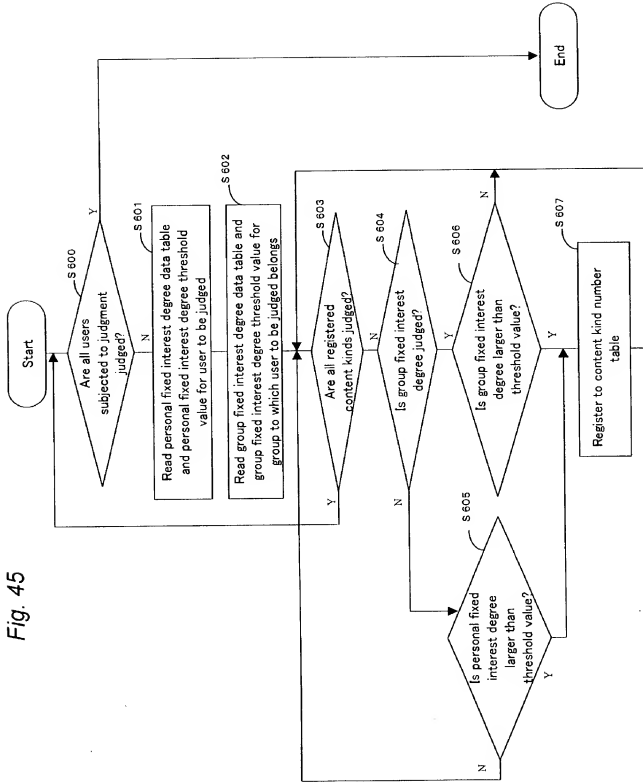 Fig. 45
Start
S 600
Are all users
subjected to judgment
judged?
Y
N
S 601
Read personal fixed interest degree data table
and personal fixed interest degree threshold
value for user to be judged
S 602
Read group fixed interest degree data table and
group fixed interest degree threshold value for
group to which user to be judged belongs
S 603
Are all registered
content kinds judged?
Y
N
S 604
Is group fixed interest
degree judged?
N
Y
S 605
Is personal fixed
interest degree
larger than
threshold value?
N
Y
S 606
Is group fixed interest
degree larger than
threshold value?
N
Y
S 607
Register to content kind number
table
End